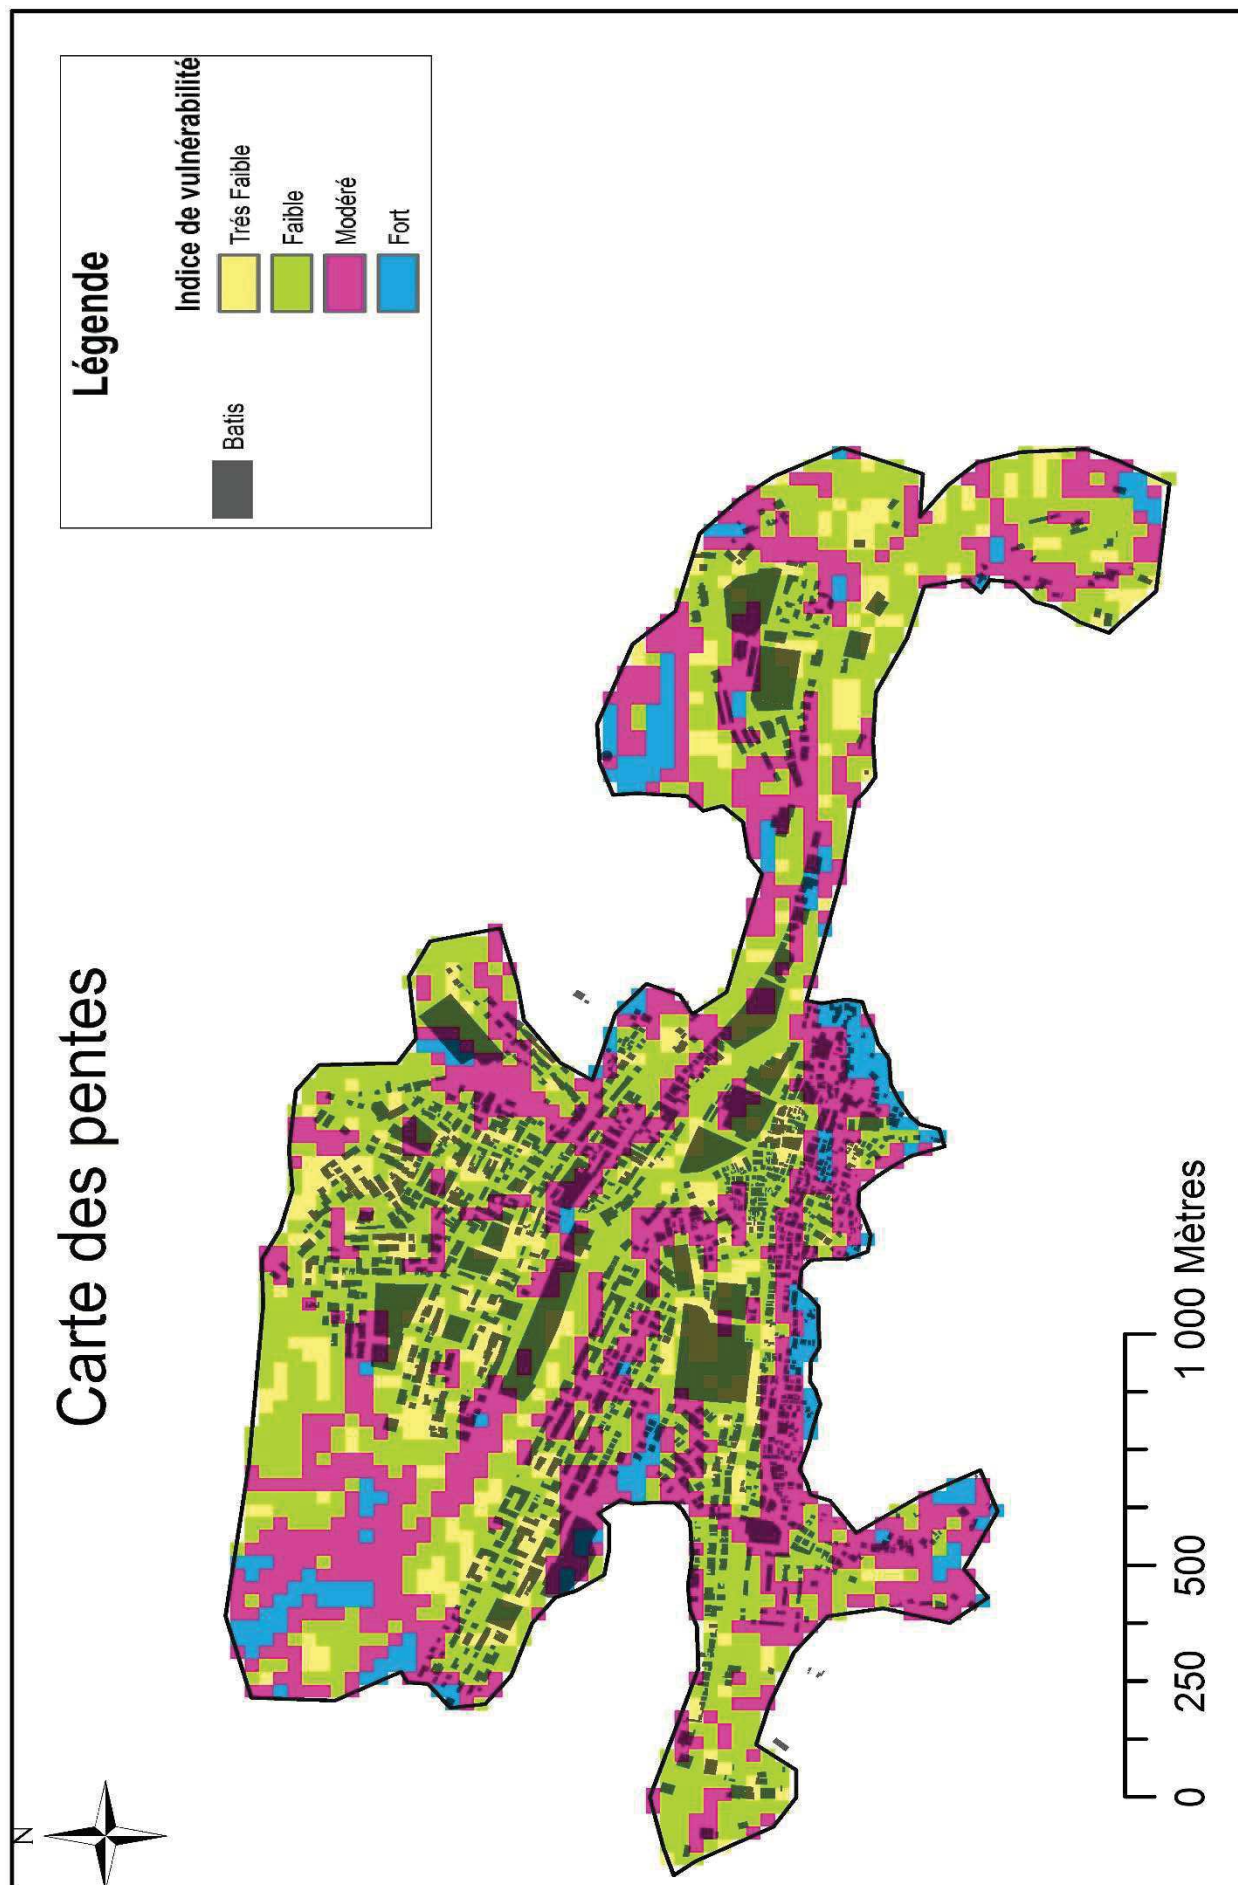 Carte des pentes
N
Légende
Batis
Indice de vulnérabilité
Trés Faible
Faible
Modéré
Fort
0 250 500 1 000 Mètres